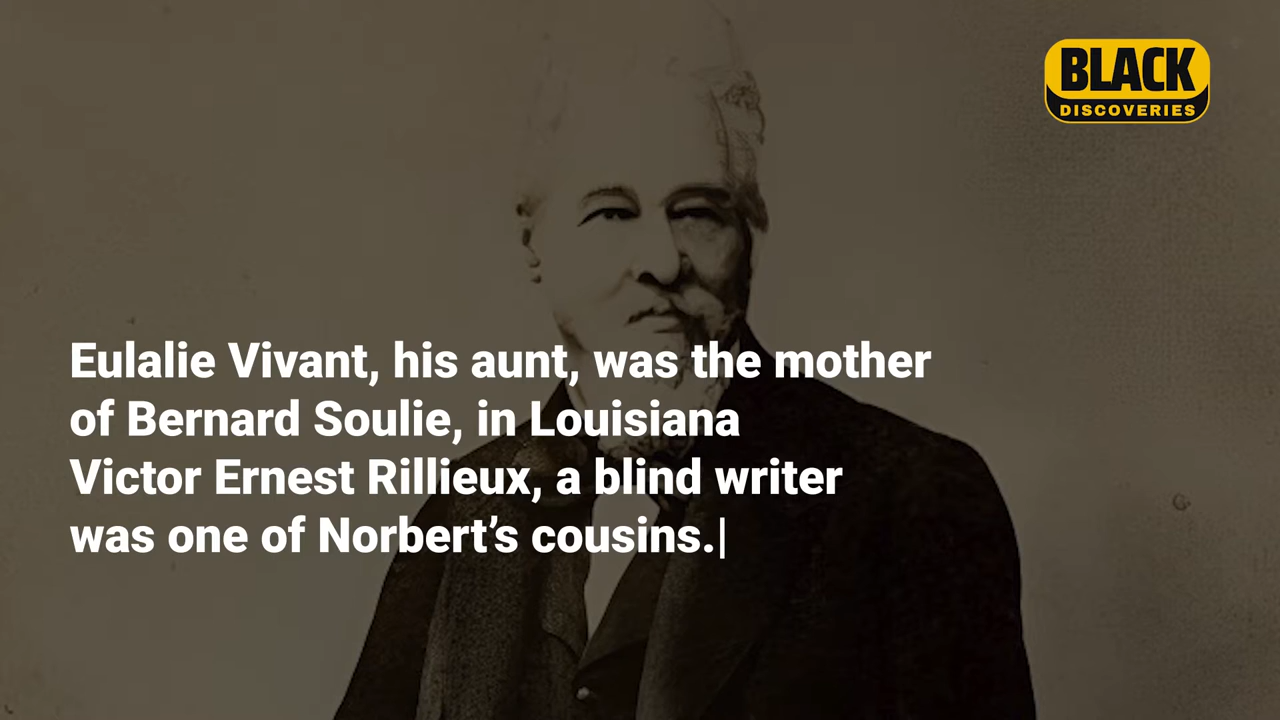 BLACK
DISCOVERIES
Eulalie Vivant, his aunt, was the mother
of Bernard Soulie, in Louisiana
Victor Ernest Rillieux, a blind writer
was one of Norbert’s cousins.|